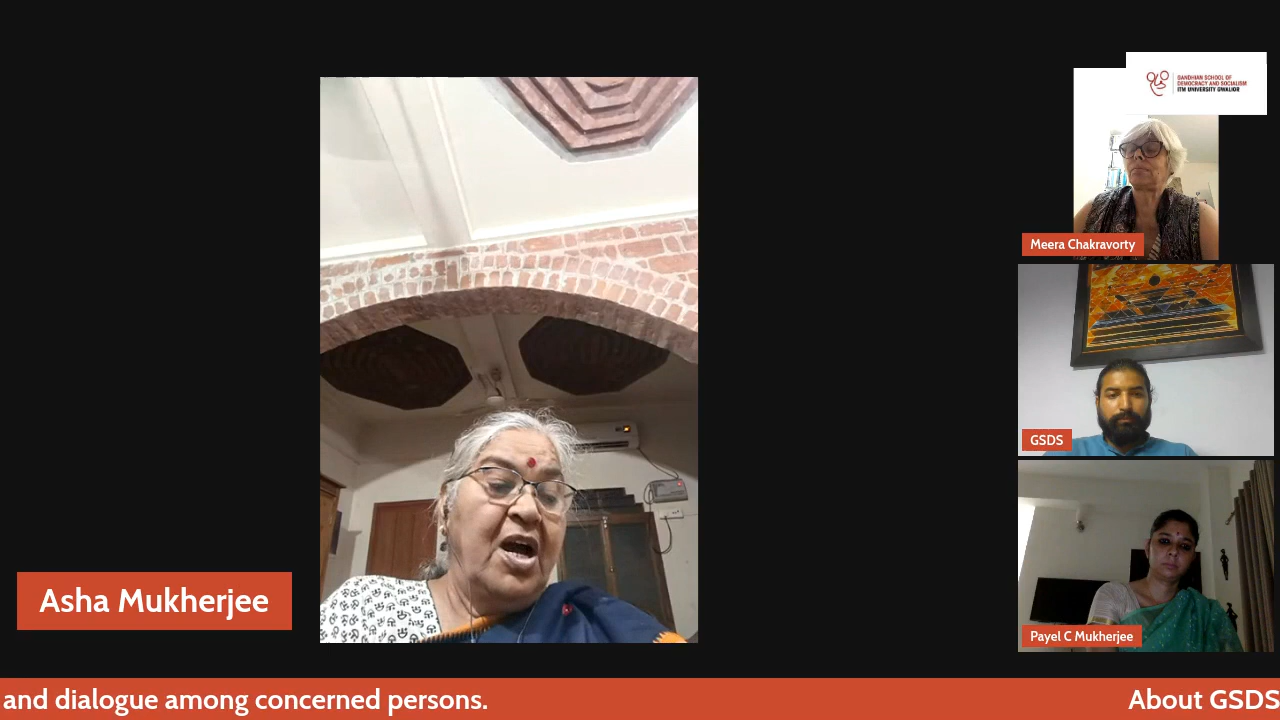 GANDHIAN SCHOOL OF
DEMOCRACY AND SOCIALISM
ITM UNIVERSITY GWALIOR
Meera Chakravorty
GSDS
Asha Mukherjee
Payel C Mukherjee
and dialogue among concerned persons.
About GSDS